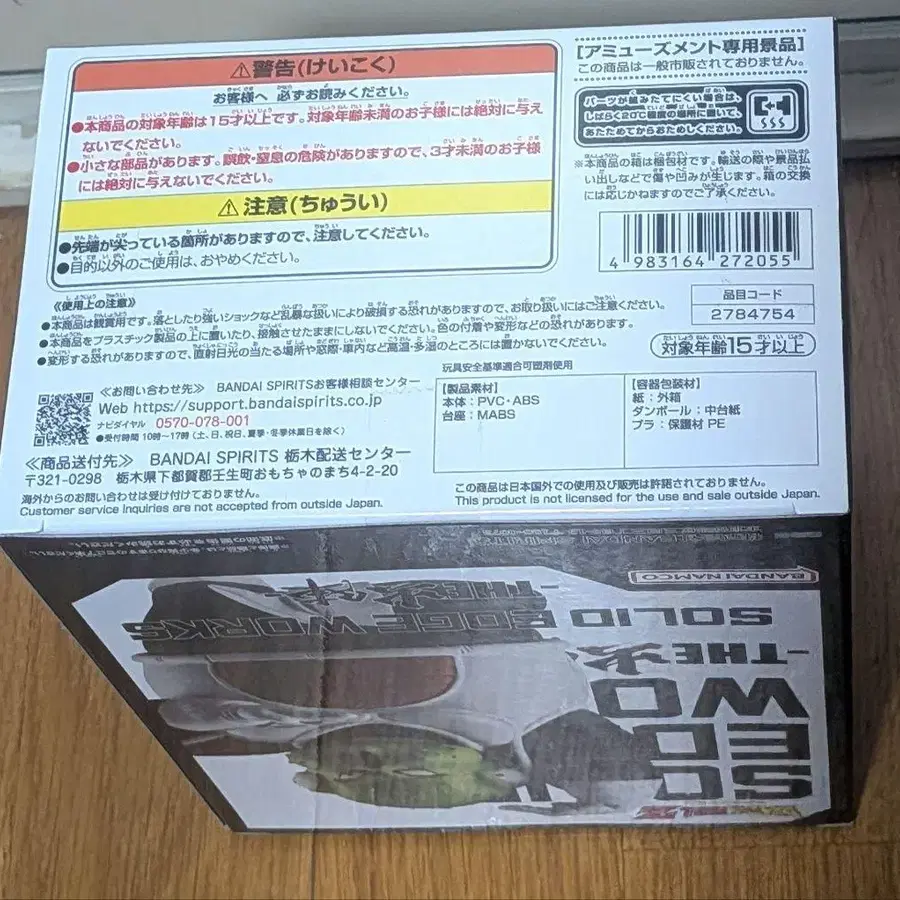 ⚠警告(けいこく)
お客様へ 必ずお読みください。
●本商品の対象年齢は15才以上です。対象年齢未満のお子様には絶対に与え
ないでください。
●小さな部品があります。誤飲・窒息の危険がありますので、3才未満のお子様
には絶対に与えないでください。
⚠注意(ちゅうい)
●先端が尖っている箇所がありますので、注意してください。
●目的以外のご使用は、おやめください。
[アミューズメント専用景品]
この商品は一般市販されておりません。
パーツが組みたてにくい場合は、
しばらく20℃程度の場所に置いて、
あたためてからおためしください。
※本商品の箱は梱包材です。輸送の際や景品払
い出しなどで傷や凹みが生じます。箱の交換
には応じかねますのでご了承ください。
4 983164 272055
品目コード
2784754
対象年齢15才以上
《使用上の注意》
●本商品は観賞用です。落としたり強いショックなど乱暴な扱いにより破損する恐れがありますので、お取り扱いにはご注意ください。
●本商品をプラスチック製品の上に置いたり、接触させたままにしないでください。色の付着や変形などの恐れがあります。
●変形する恐れがありますので、直射日光の当たる場所や窓際・車内など高温・多湿のところには置かないでください。
玩具安全基準適合可塑剤使用
【製品素材】
本体:PVC・ABS
台座:MABS
【容器包装材】
紙:外箱
ダンボール:中台紙
プラ:保護材 PE
≪お問い合わせ先≫ BANDAI SPIRITSお客様相談センター
Web https://support.bandaispirits.co.jp
ナビダイヤル 0570-078-001
●受付時間 10時~17時(土、日、祝日、夏季・冬季休業日を除く)
≪商品送付先≫ BANDAI SPIRITS 栃木配送センター
〒321-0298 栃木県下都賀郡壬生町おもちゃのまち4-2-20
海外からのお問い合わせは受け付けておりません。
Customer service inquiries are not accepted from outside Japan.
この商品は日本国外での使用及び販売は許諾されておりません。
This product is not licensed for the use and sale outside Japan.
BANDAI NAMCO
SOLID EDGE WORKS
-THE出